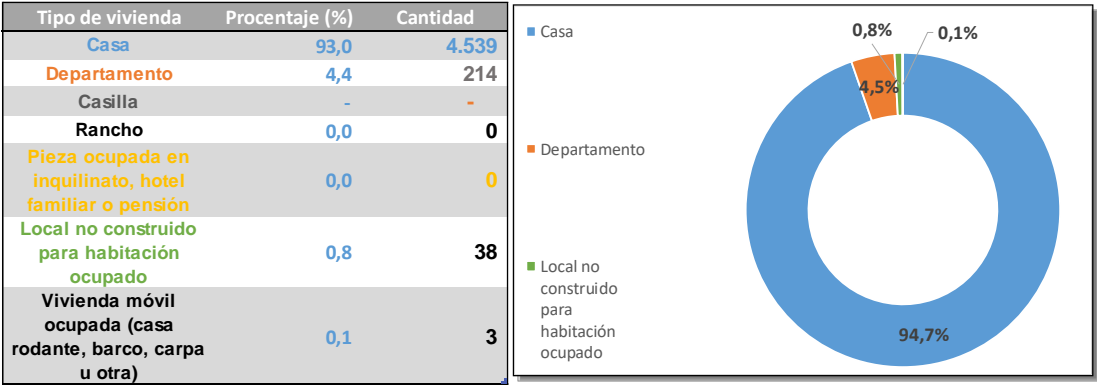 Tipo de vivienda Procentaje (%) Cantidad
Casa 93,0 4.539
Departamento 4,4 214
Casilla - -
Rancho 0,0 0
Pieza ocupada en
inquilinato, hotel 0,0 0
familiar o pensión
Local no construido
para habitación 0,8 38
ocupado
Vivienda móvil
ocupada (casa
rodante, barco, carpa 0,1 3
u otra)
Casa
Departamento
Local no
construido
para
habitación
ocupado
0,8%
0,1%
4,5%
94,7%